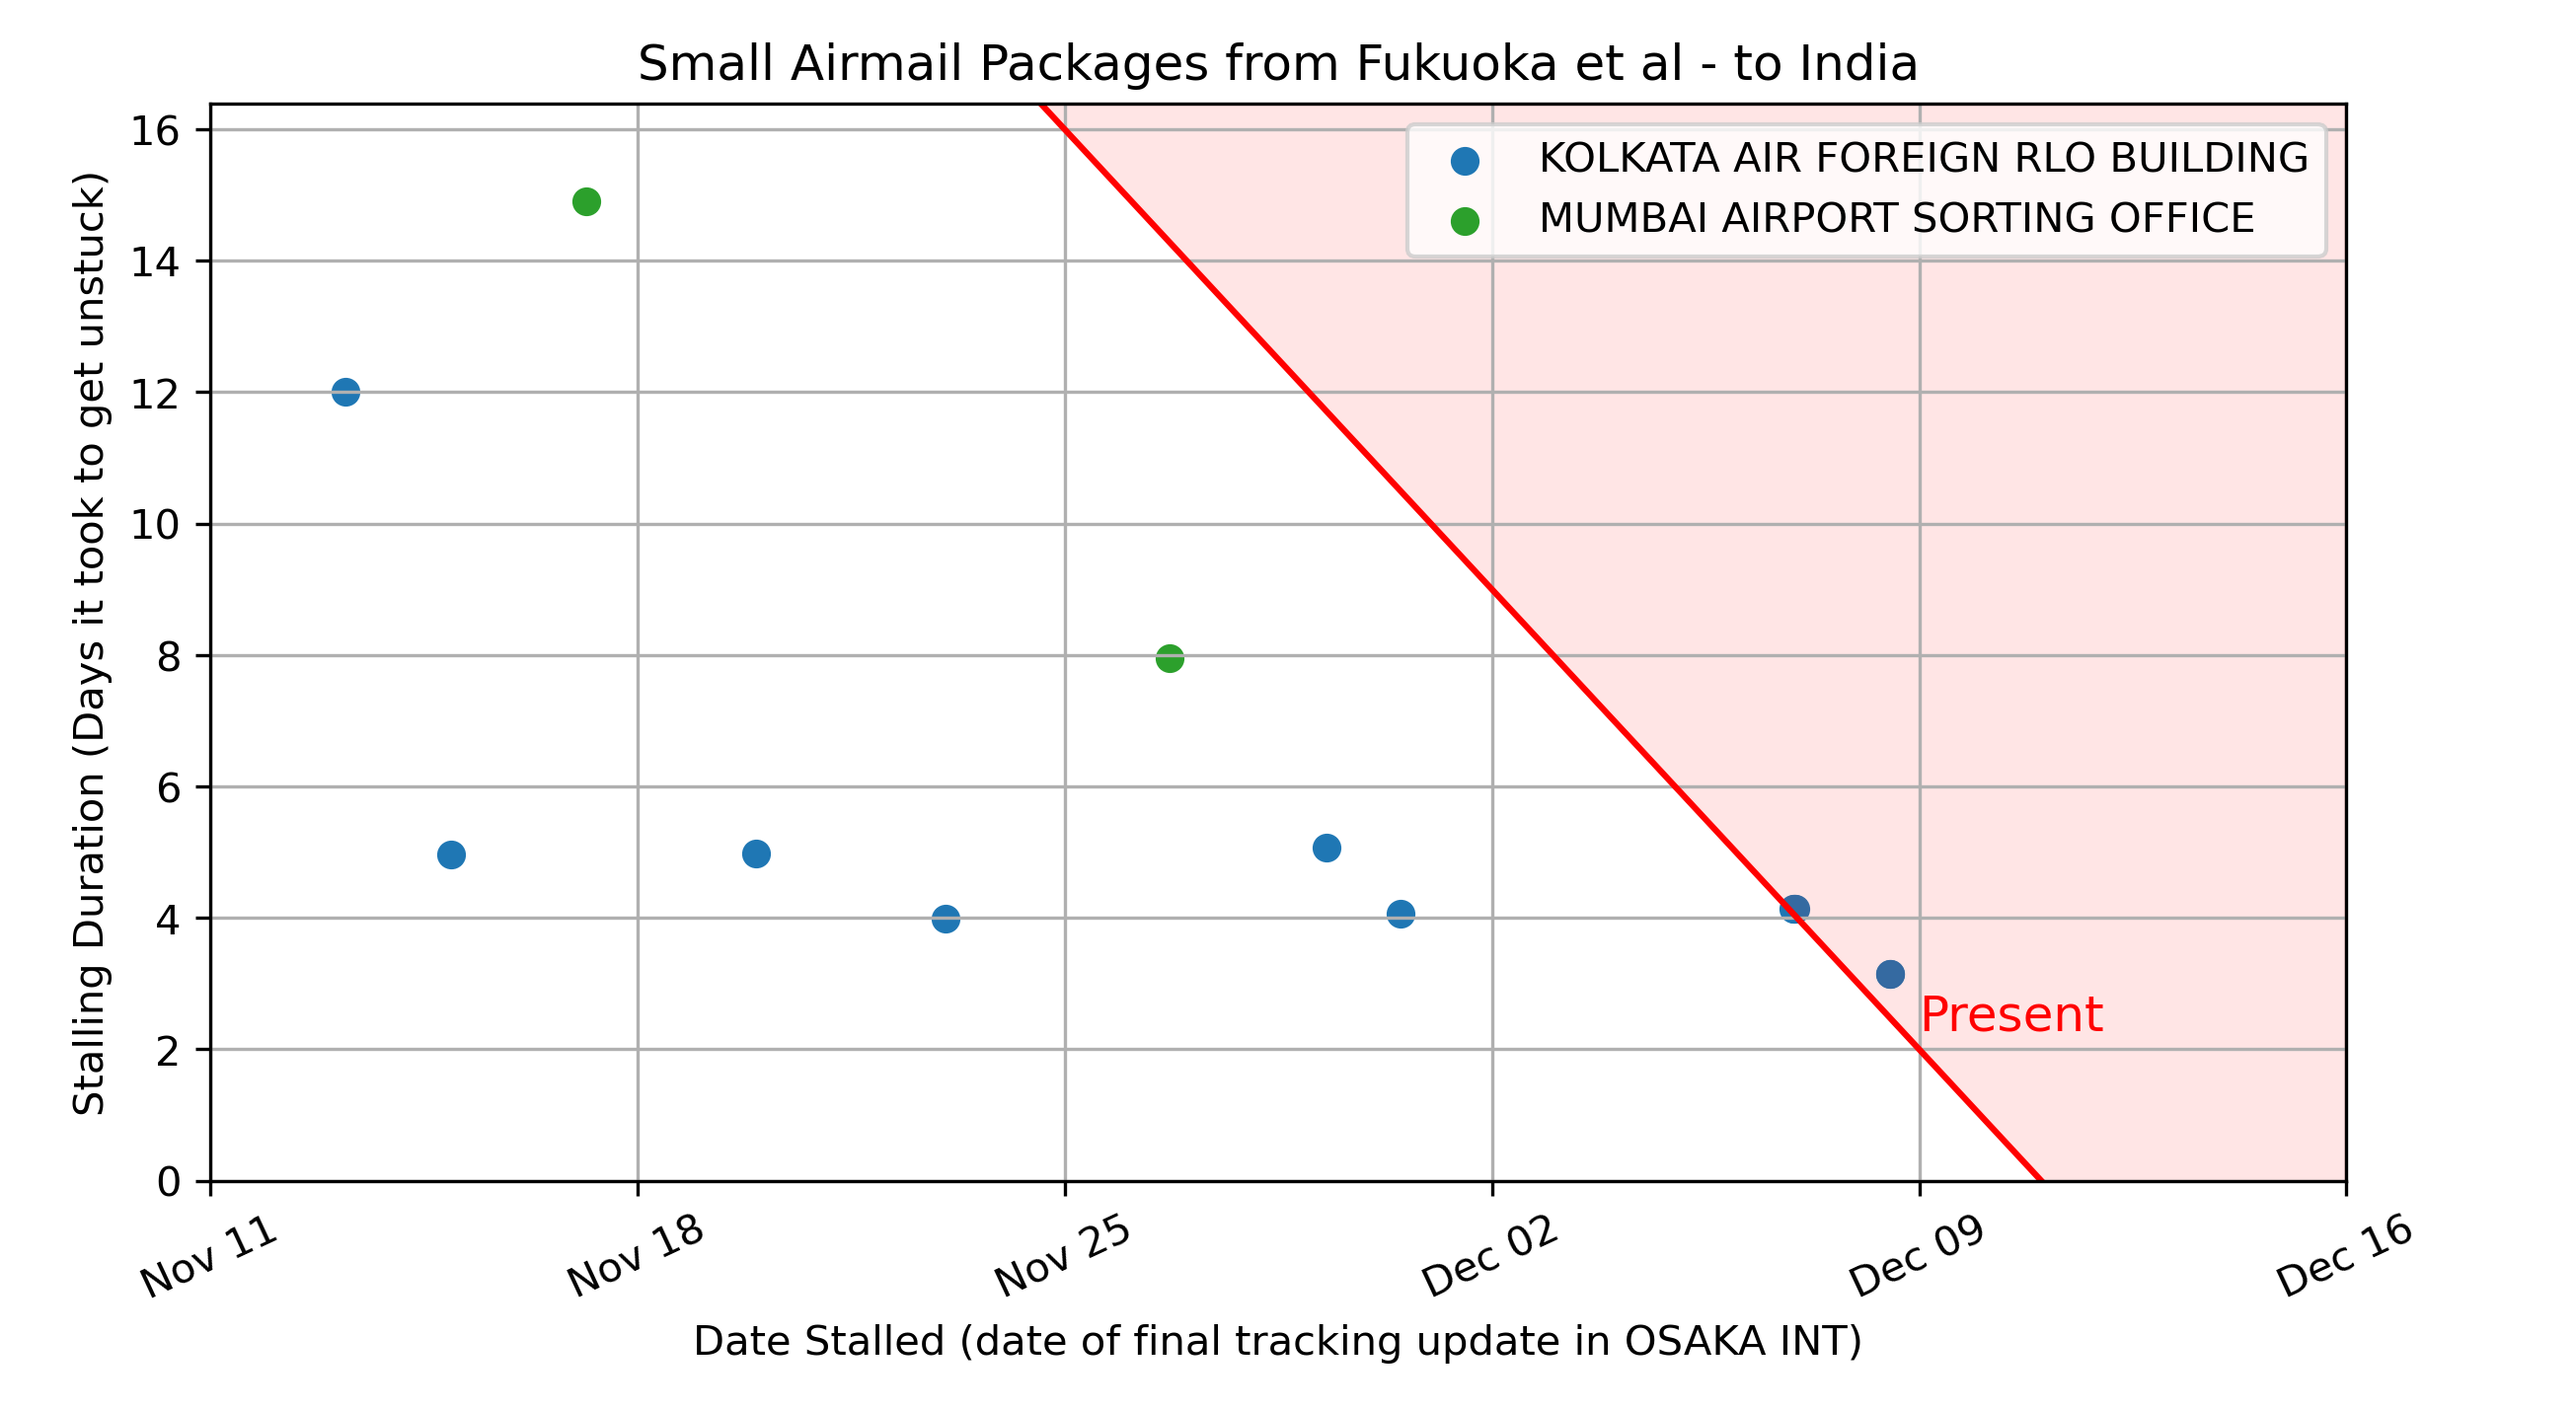 Small Airmail Packages from Fukuoka et al - to India
Stalling Duration (Days it took to get unstuck)
16
14
12
10
8
6
4
2
0
KOLKATA AIR FOREIGN RLO BUILDING
MUMBAI AIRPORT SORTING OFFICE
Present
Nov 11
Nov 18
Nov 25
Dec 02
Dec 09
Dec 16
Date Stalled (date of final tracking update in OSAKA INT)